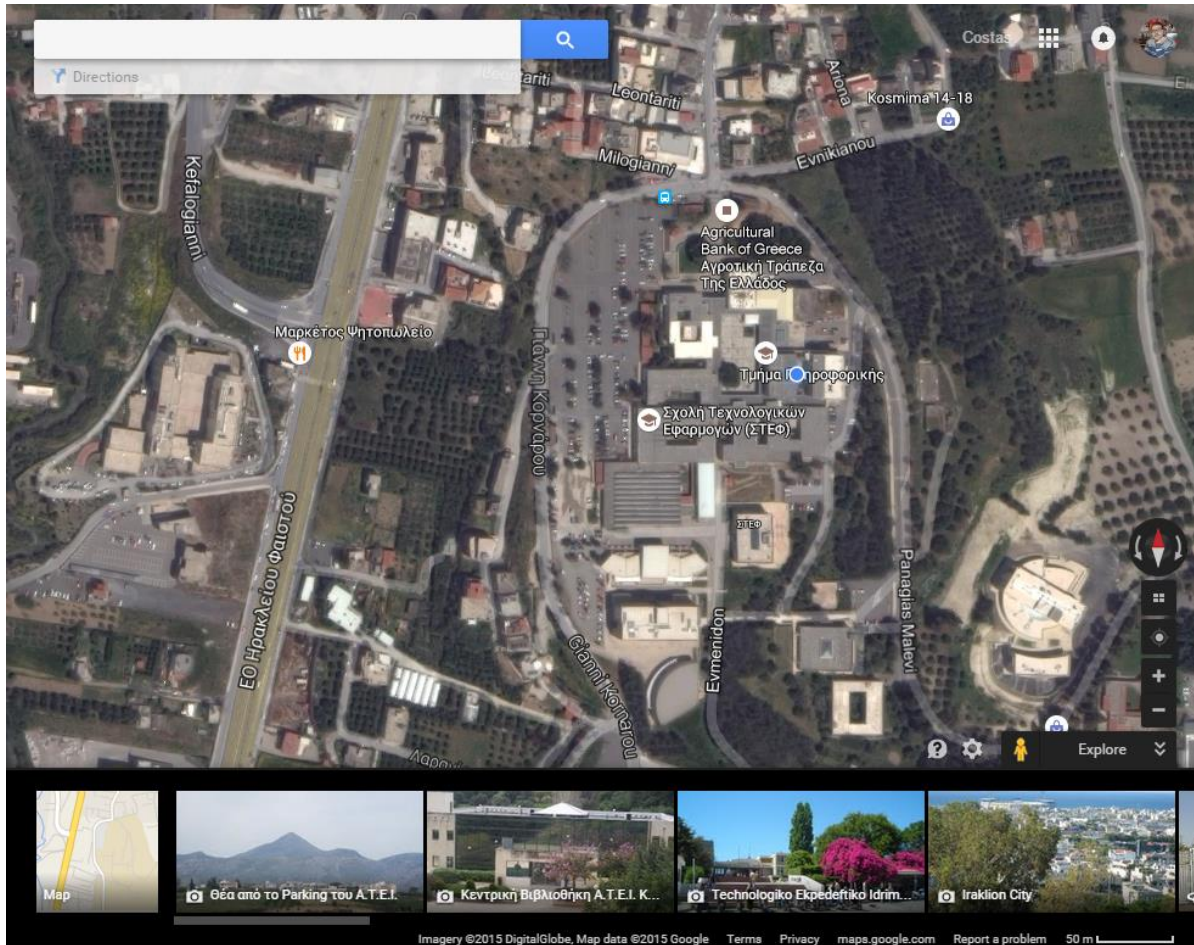 Costas
Directions
Leontariti
Leontariti
Ariona
Kosmima 14-18
Milogianni
Evnikianou
Kefalogianni
Agricultural
Bank of Greece
Αγροτική Τράπεζα
Της Ελλάδος
Μαρκέτος Ψητοπωλείο
Γιάννη Κορνάρου
Τμήμα
Σχολή Τεχνολογικών
Εφαρμογών (ΣΤΕΦ)
ΣΤΕΦ
ΕΟ Ηρακλείου Φαιστού
Panagias Malevi
Gianni Kornarou
Evmenidon
Explore
Map
Θέα από το Parking του Α.Τ.Ε.Ι.
Κεντρική Βιβλιοθήκη Α.Τ.Ε.Ι. Κ...
Technologiko Ekpedeftiko Idrim...
Iraklion City
Imagery ©2015 DigitalGlobe, Map data ©2015 Google Terms Privacy maps.google.com Report a problem 50 m